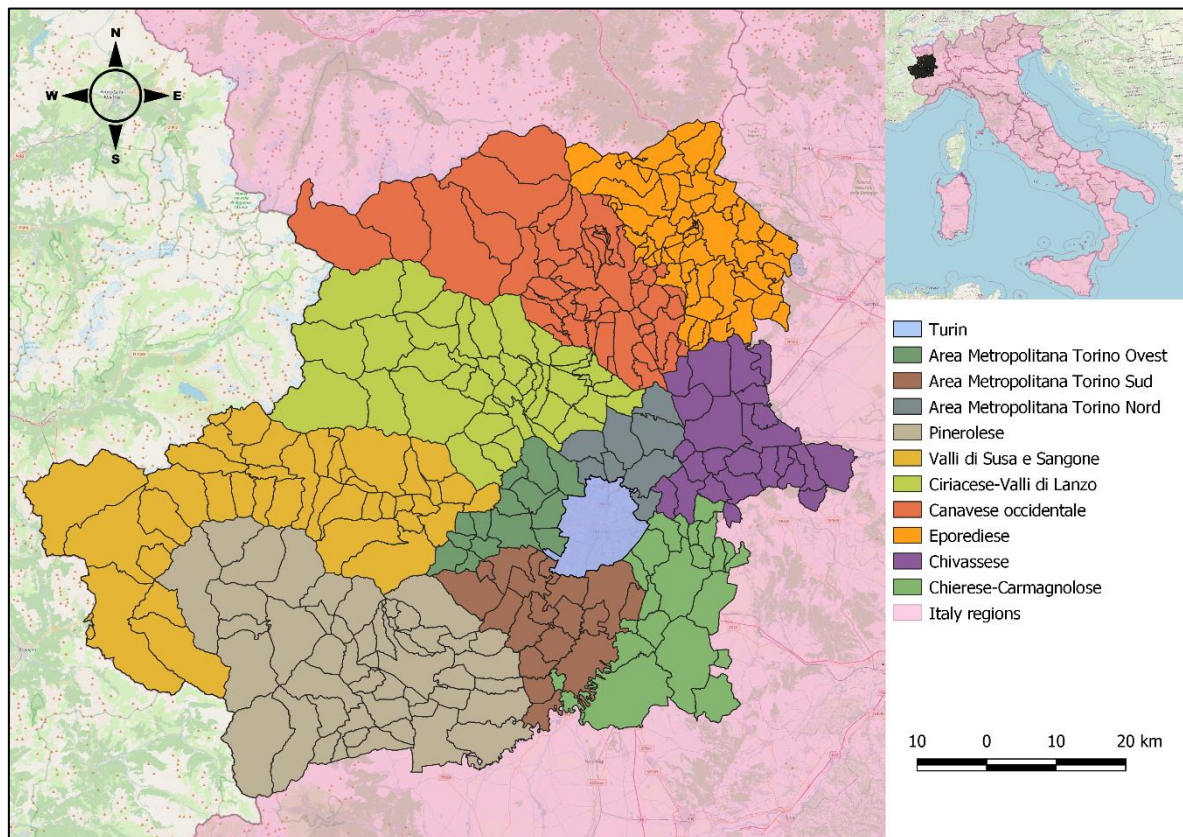 N
W E
S
Turin
Area Metropolitana Torino Ovest
Area Metropolitana Torino Sud
Area Metropolitana Torino Nord
Pinerolese
Valli di Susa e Sangone
Ciriacese-Valli di Lanzo
Canavese occidentale
Eporediese
Chivassese
Chierese-Carmagnolose
Italy regions
10 0 10 20 km